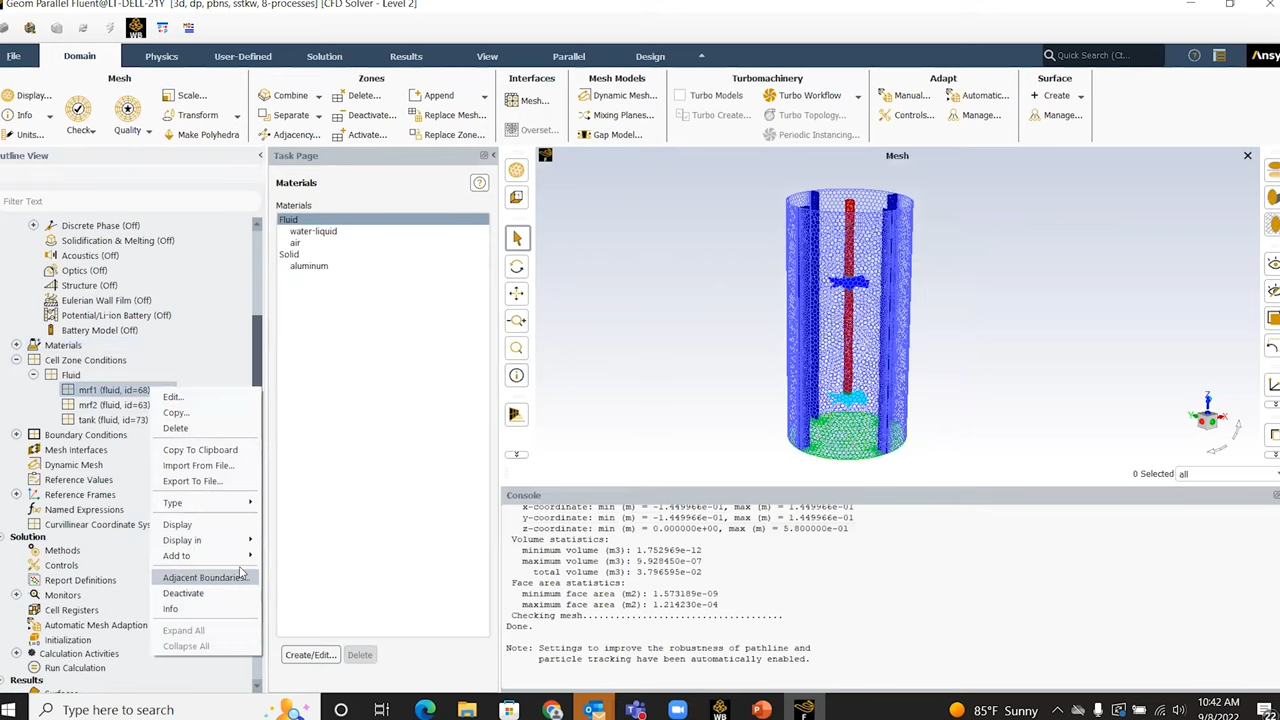 Geom Parallel Fluent@LT-DELL-21Y [3d, dp, pbns, sstkw, 8-processes] [CFD Solver - Level 2]
WB
File Domain Physics User-Defined Solution Results View Parallel Design Quick Search (Ct... Ansy
Mesh Zones Interfaces Mesh Models Turbomachinery Adapt Surface
Display... Scale... Combine Delete... Append Mesh... Dynamic Mesh... Turbo Models Turbo Workflow Manual... Automatic... Create
Info Check Quality Transform Separate Deactivate... Replace Mesh... Mixing Planes... Turbo Create... Turbo Topology... Controls... Manage... Manage...
Units... Make Polyhedra Adjacency... Activate... Replace Zone... Overset... Gap Model... Periodic Instancing...
utline View Task Page Mesh
Filter Text
Discrete Phase (Off)
Solidification & Melting (Off)
Acoustics (Off)
Optics (Off)
Structure (Off)
Eulerian Wall Film (Off)
Potential/Li-ion Battery (Off)
Battery Model (Off)
Materials
Cell Zone Conditions
Fluid
mrf1 (fluid, id=68)
mrf2 (fluid, id=63)
tank (fluid, id=73)
Boundary Conditions
Mesh Interfaces
Dynamic Mesh
Reference Values
Reference Frames
Named Expressions
Curvillinear Coordinate Sys
Solution
Methods
Controls
Report Definitions
Monitors
Cell Registers
Automatic Mesh Adaption
Initialization
Calculation Activities
Run Calculation
Results
Edit...
Copy...
Delete
Copy To Clipboard
Import From File...
Export To File...
Type
Display
Display in
Add to
Adjacent Boundaries...
Deactivate
Info
Expand All
Collapse All
Materials
Materials
Fluid
water-liquid
air
Solid
aluminum
Create/Edit... Delete
0 Selected all
Console
x-coordinate: min (m) = -1.449966e-01, max (m) = 1.449966e-01
y-coordinate: min (m) = -1.449966e-01, max (m) = 1.449966e-01
z-coordinate: min (m) = 0.000000e+00, max (m) = 5.800000e-01
Volume statistics:
minimum volume (m3): 1.752969e-12
maximum volume (m3): 9.928450e-07
total volume (m3): 3.796595e-02
Face area statistics:
minimum face area (m2): 1.573189e-09
maximum face area (m2): 1.214230e-04
Checking mesh.....................................
Done.
Note: Settings to improve the robustness of pathline and
particle tracking have been automatically enabled.
Type here to search
85°F Sunny
10:42 AM
9/8/2022